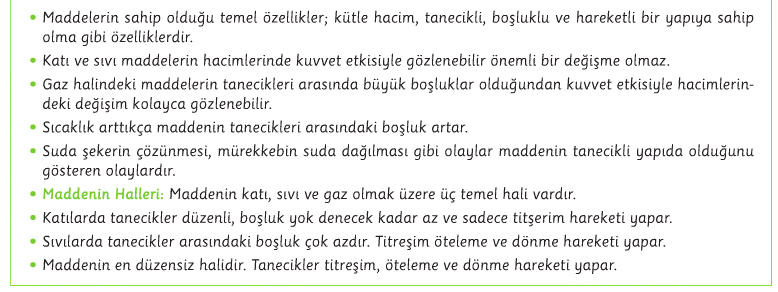 • Maddelerin sahip olduğu temel özellikler; kütle hacim, tanecikli, boşluklu ve hareketli bir yapıya sahip
olma gibi özelliklerdir.
• Katı ve sıvı maddelerin hacimlerinde kuvvet etkisiyle gözlenebilir önemli bir değişme olmaz.
• Gaz halindeki maddelerin tanecikleri arasında büyük boşluklar olduğundan kuvvet etkisiyle hacimlerin-
deki değişim kolayca gözlenebilir.
• Sıcaklık arttıkça maddenin tanecikleri arasındaki boşluk artar.
• Suda şekerin çözünmesi, mürekkebin suda dağılması gibi olaylar maddenin tanecikli yapıda olduğunu
gösteren olaylardır.
• Maddenin Halleri: Maddenin katı, sıvı ve gaz olmak üzere üç temel hali vardır.
• Katılarda tanecikler düzenli, boşluk yok denecek kadar az ve sadece titşerim hareketi yapar.
• Sıvılarda tanecikler arasındaki boşluk çok azdır. Titreşim öteleme ve dönme hareketi yapar.
• Maddenin en düzensiz halidir. Tanecikler titreşim, öteleme ve dönme hareketi yapar.